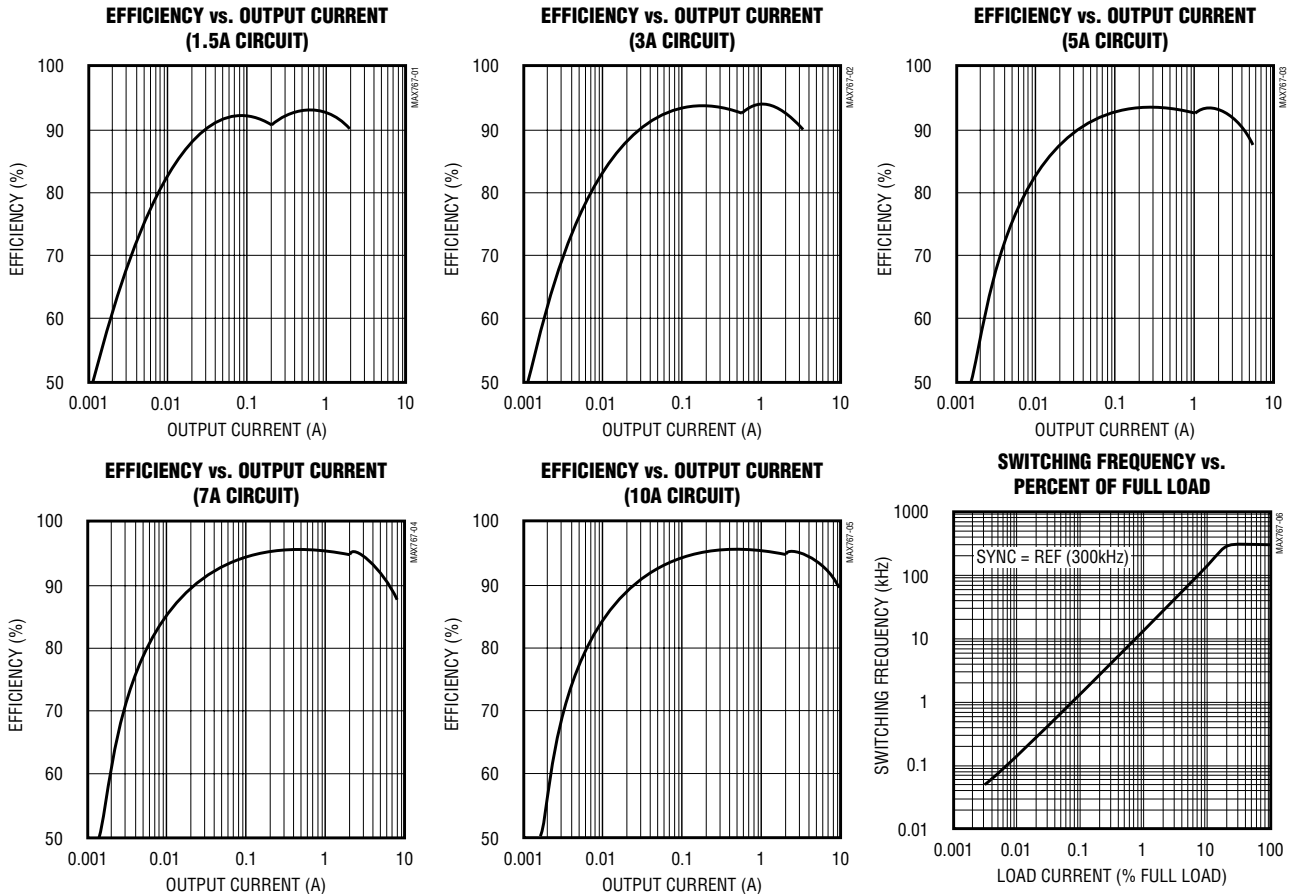 EFFICIENCY vs. OUTPUT CURRENT
(1.5A CIRCUIT)
100
90
80
70
60
50
EFFICIENCY (%)
0.001
0.01
0.1
1
10
OUTPUT CURRENT (A)
MAX767-01
EFFICIENCY vs. OUTPUT CURRENT
(3A CIRCUIT)
100
90
80
70
60
50
EFFICIENCY (%)
0.001
0.01
0.1
1
10
OUTPUT CURRENT (A)
MAX767-02
EFFICIENCY vs. OUTPUT CURRENT
(5A CIRCUIT)
100
90
80
70
60
50
EFFICIENCY (%)
0.001
0.01
0.1
1
10
OUTPUT CURRENT (A)
MAX767-03
EFFICIENCY vs. OUTPUT CURRENT
(7A CIRCUIT)
100
90
80
70
60
50
EFFICIENCY (%)
0.001
0.01
0.1
1
10
OUTPUT CURRENT (A)
MAX767-04
EFFICIENCY vs. OUTPUT CURRENT
(10A CIRCUIT)
100
90
80
70
60
50
EFFICIENCY (%)
0.001
0.01
0.1
1
10
OUTPUT CURRENT (A)
MAX767-05
SWITCHING FREQUENCY vs.
PERCENT OF FULL LOAD
1000
100
10
1
0.1
0.01
SWITCHING FREQUENCY (kHz)
SYNC = REF (300kHz)
0.001
0.01
0.1
1
10
100
LOAD CURRENT (% FULL LOAD)
MAX767-06